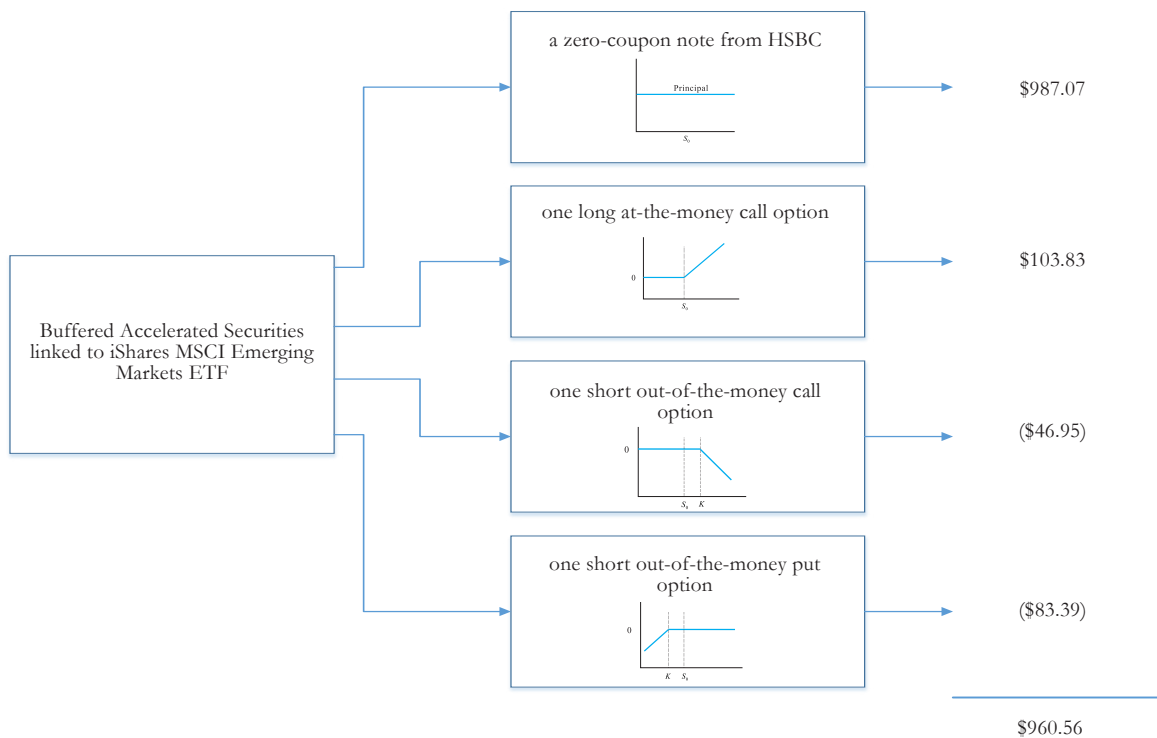 a zero-coupon note from HSBC
Principal
S₀
$987.07
one long at-the-money call option
0
S₀
$103.83
Buffered Accelerated Securities
linked to iShares MSCI Emerging
Markets ETF
one short out-of-the-money call
option
0
S₀ K
($46.95)
one short out-of-the-money put
option
0
K S₀
($83.39)
$960.56